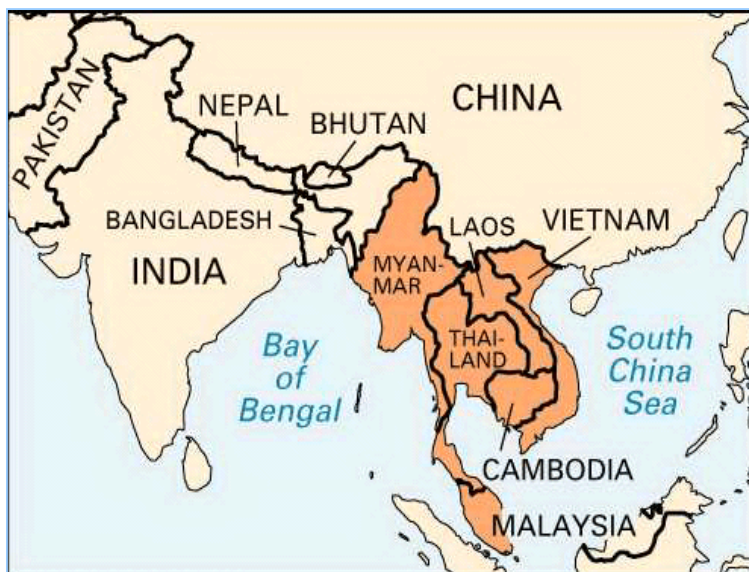 PAKISTAN
NEPAL
BHUTAN
CHINA
BANGLADESH
INDIA
MYAN-
MAR
LAOS
VIETNAM
THAI-
LAND
Bay
of
Bengal
South
China
Sea
CAMBODIA
MALAYSIA